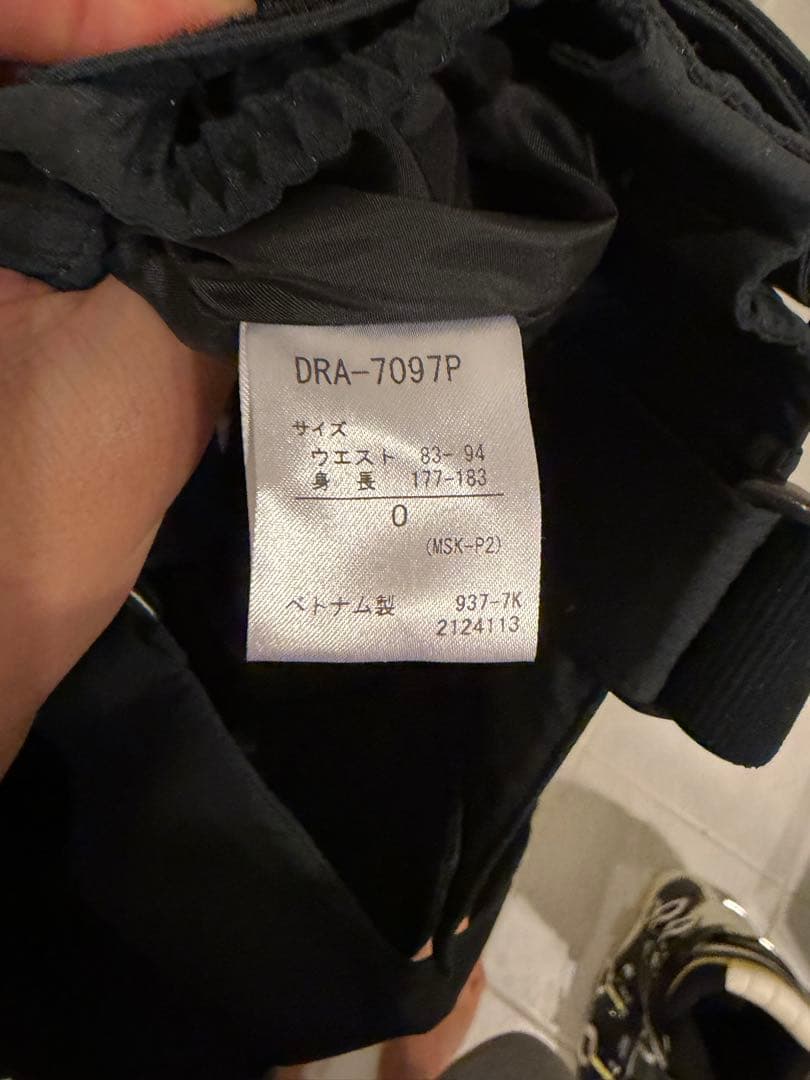 DRA-7097P
サイズ
ウエスト 83-94
身 長 177-183
O
(MSK-P2)
ベトナム製 937-7K
2124113